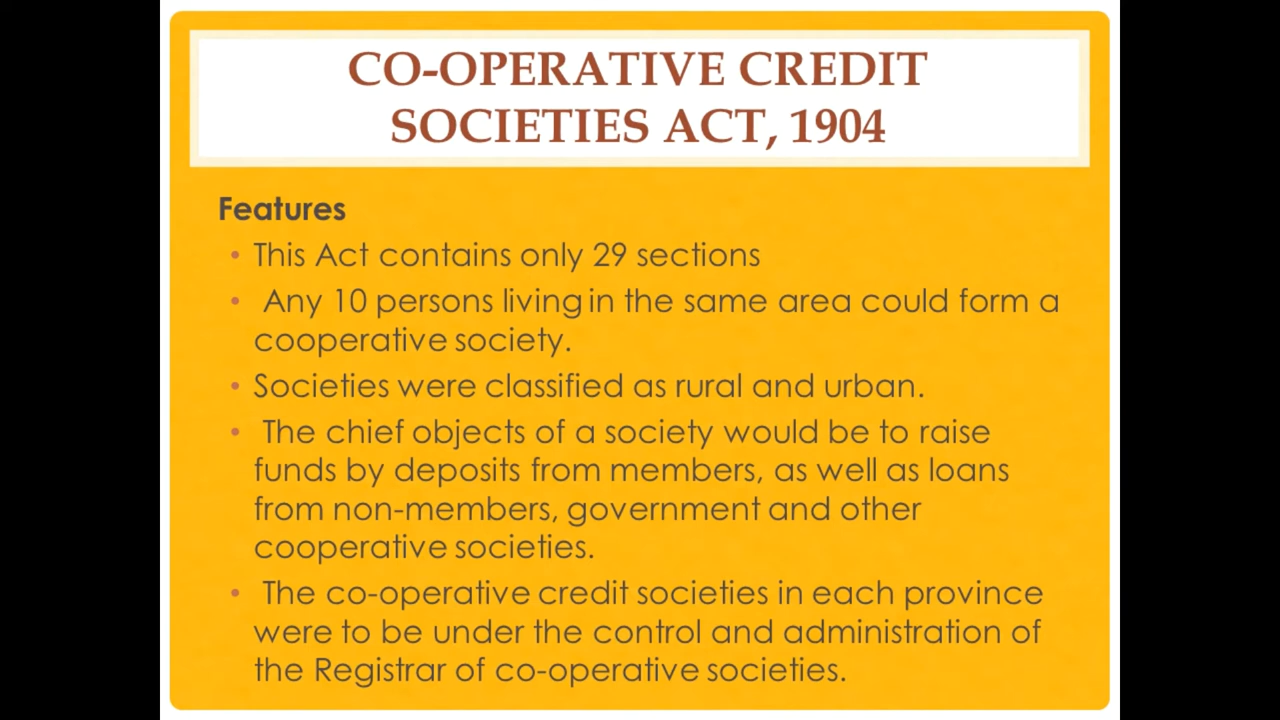 CO-OPERATIVE CREDIT
SOCIETIES ACT, 1904
Features
• This Act contains only 29 sections
• Any 10 persons living in the same area could form a
cooperative society.
• Societies were classified as rural and urban.
• The chief objects of a society would be to raise
funds by deposits from members, as well as loans
from non-members, government and other
cooperative societies.
• The co-operative credit societies in each province
were to be under the control and administration of
the Registrar of co-operative societies.